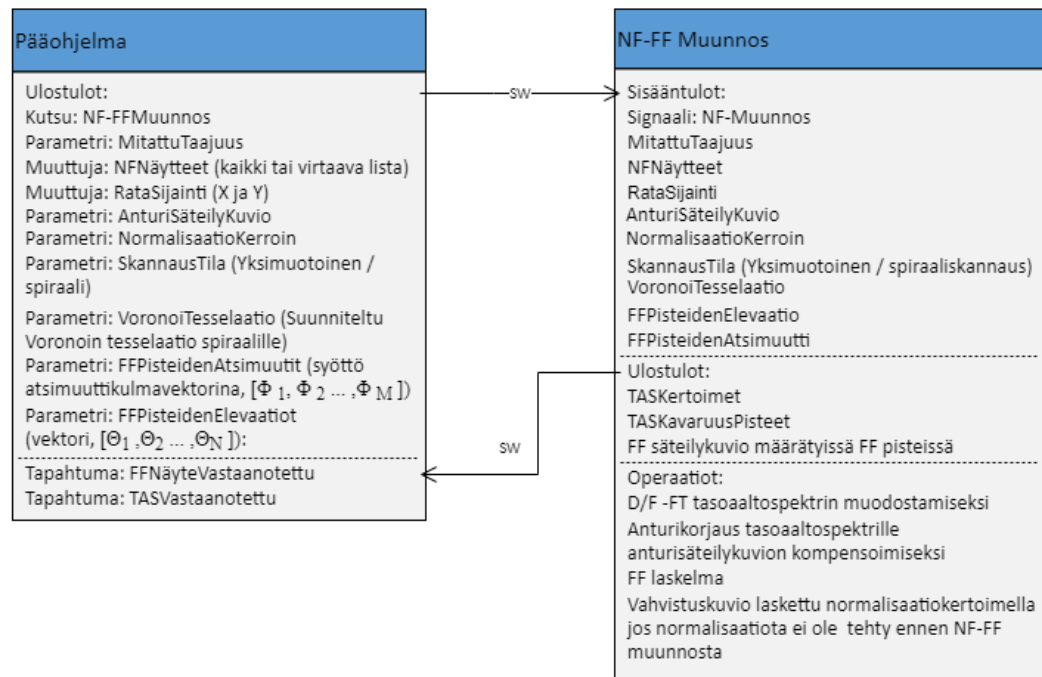 Pääohjelma
Ulostulot:
Kutsu: NF-FFMuunnos
Parametri: MitattuTaajuus
Muuttuja: NFNäytteet (kaikki tai virtaava lista)
Muuttuja: RataSijainti (X ja Y)
Parametri: AnturiSäteilyKuvio
Parametri: NormalisaatioKerroin
Parametri: SkannausTila (Yksimuotoinen /
spiraali)
Parametri: VoronoiTesselaatio (Suunniteltu
Voronoin tesselaatio spiraalille)
Parametri: FFPisteidenAtsimuutit (syöttö
atsimuuttikulmavektorina, [Φ 1, Φ 2 ... ,Φ M ])
Parametri: FFPisteidenElevaatiot
(vektori, [Θ1 ,Θ2 ... ,ΘN ]):
Tapahtuma: FFNäyteVastaanotettu
Tapahtuma: TASVastaanotettu
sw
sw
NF-FF Muunnos
Sisääntulot:
Signaali: NF-Muunnos
MitattuTaajuus
NFNäytteet
RataSijainti
AnturiSäteilyKuvio
NormalisaatioKerroin
SkannausTila (Yksimuotoinen / spiraaliskannaus)
VoronoiTesselaatio
FFPisteidenElevaatio
FFPisteidenAtsimuutti
Ulostulot:
TASKertoimet
TASKavaruusPisteet
FF säteilykuvio määrätyissä FF pisteissä
Operaatiot:
D/F -FT tasoaaltospektrin muodostamiseksi
Anturikorjaus tasoaaltospektrille
anturisäteilykuvion kompensoimiseksi
FF laskelma
Vahvistuskuvio laskettu normalisaatiokertoimella
jos normalisaatiota ei ole tehty ennen NF-FF
muunnosta